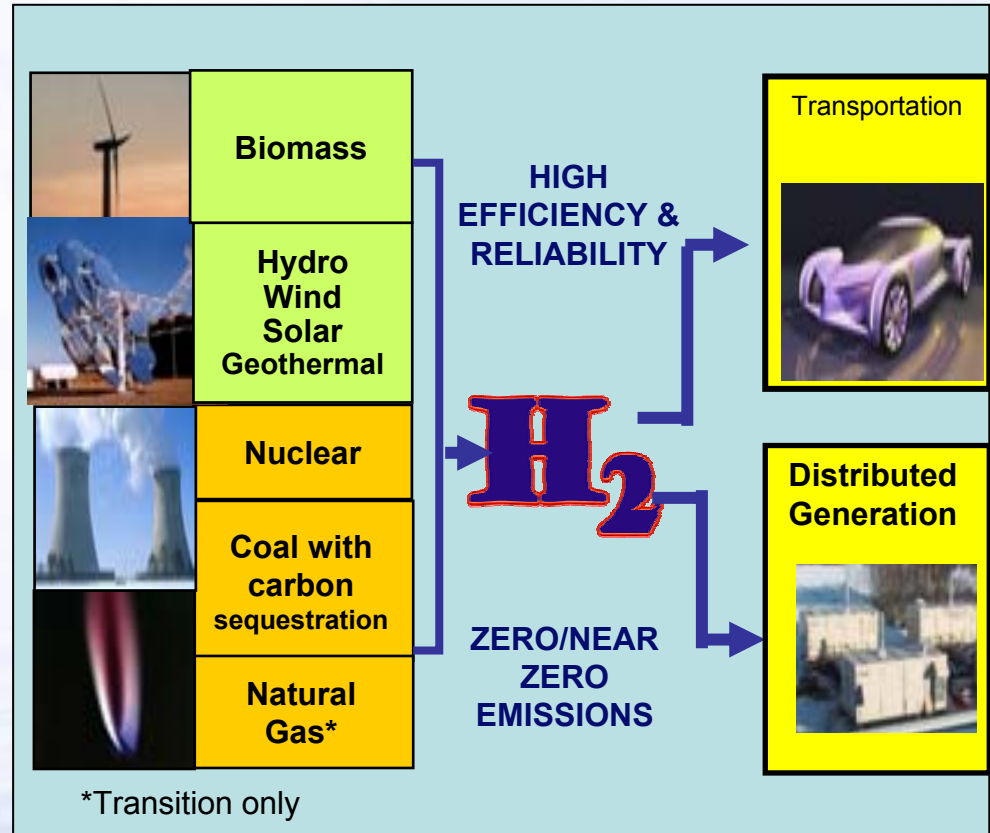 Biomass
Hydro
Wind
Solar
Geothermal
Nuclear
Coal with
carbon
sequestration
Natural
Gas*
*Transition only
HIGH
EFFICIENCY &
RELIABILITY
H2
ZERO/NEAR
ZERO
EMISSIONS
Transportation
Distributed
Generation